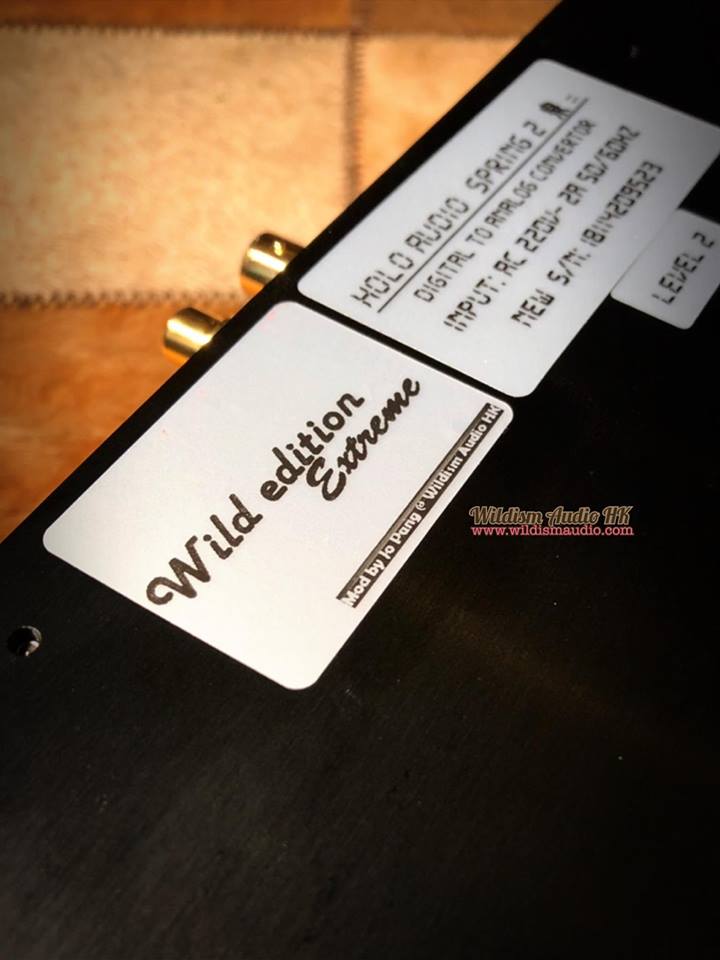 HOLO AUDIO SPRING 2
DIGITAL TO ANALOG CONVERTOR
INPUT: AC 220V~ 2A 50/60HZ
NEW S/N: 18114209523
LEVEL 2
Wild edition
Extreme
Mod by Jo Pang @ Wildism Audio HK
Wildism Audio HK
www.wildismaudio.com